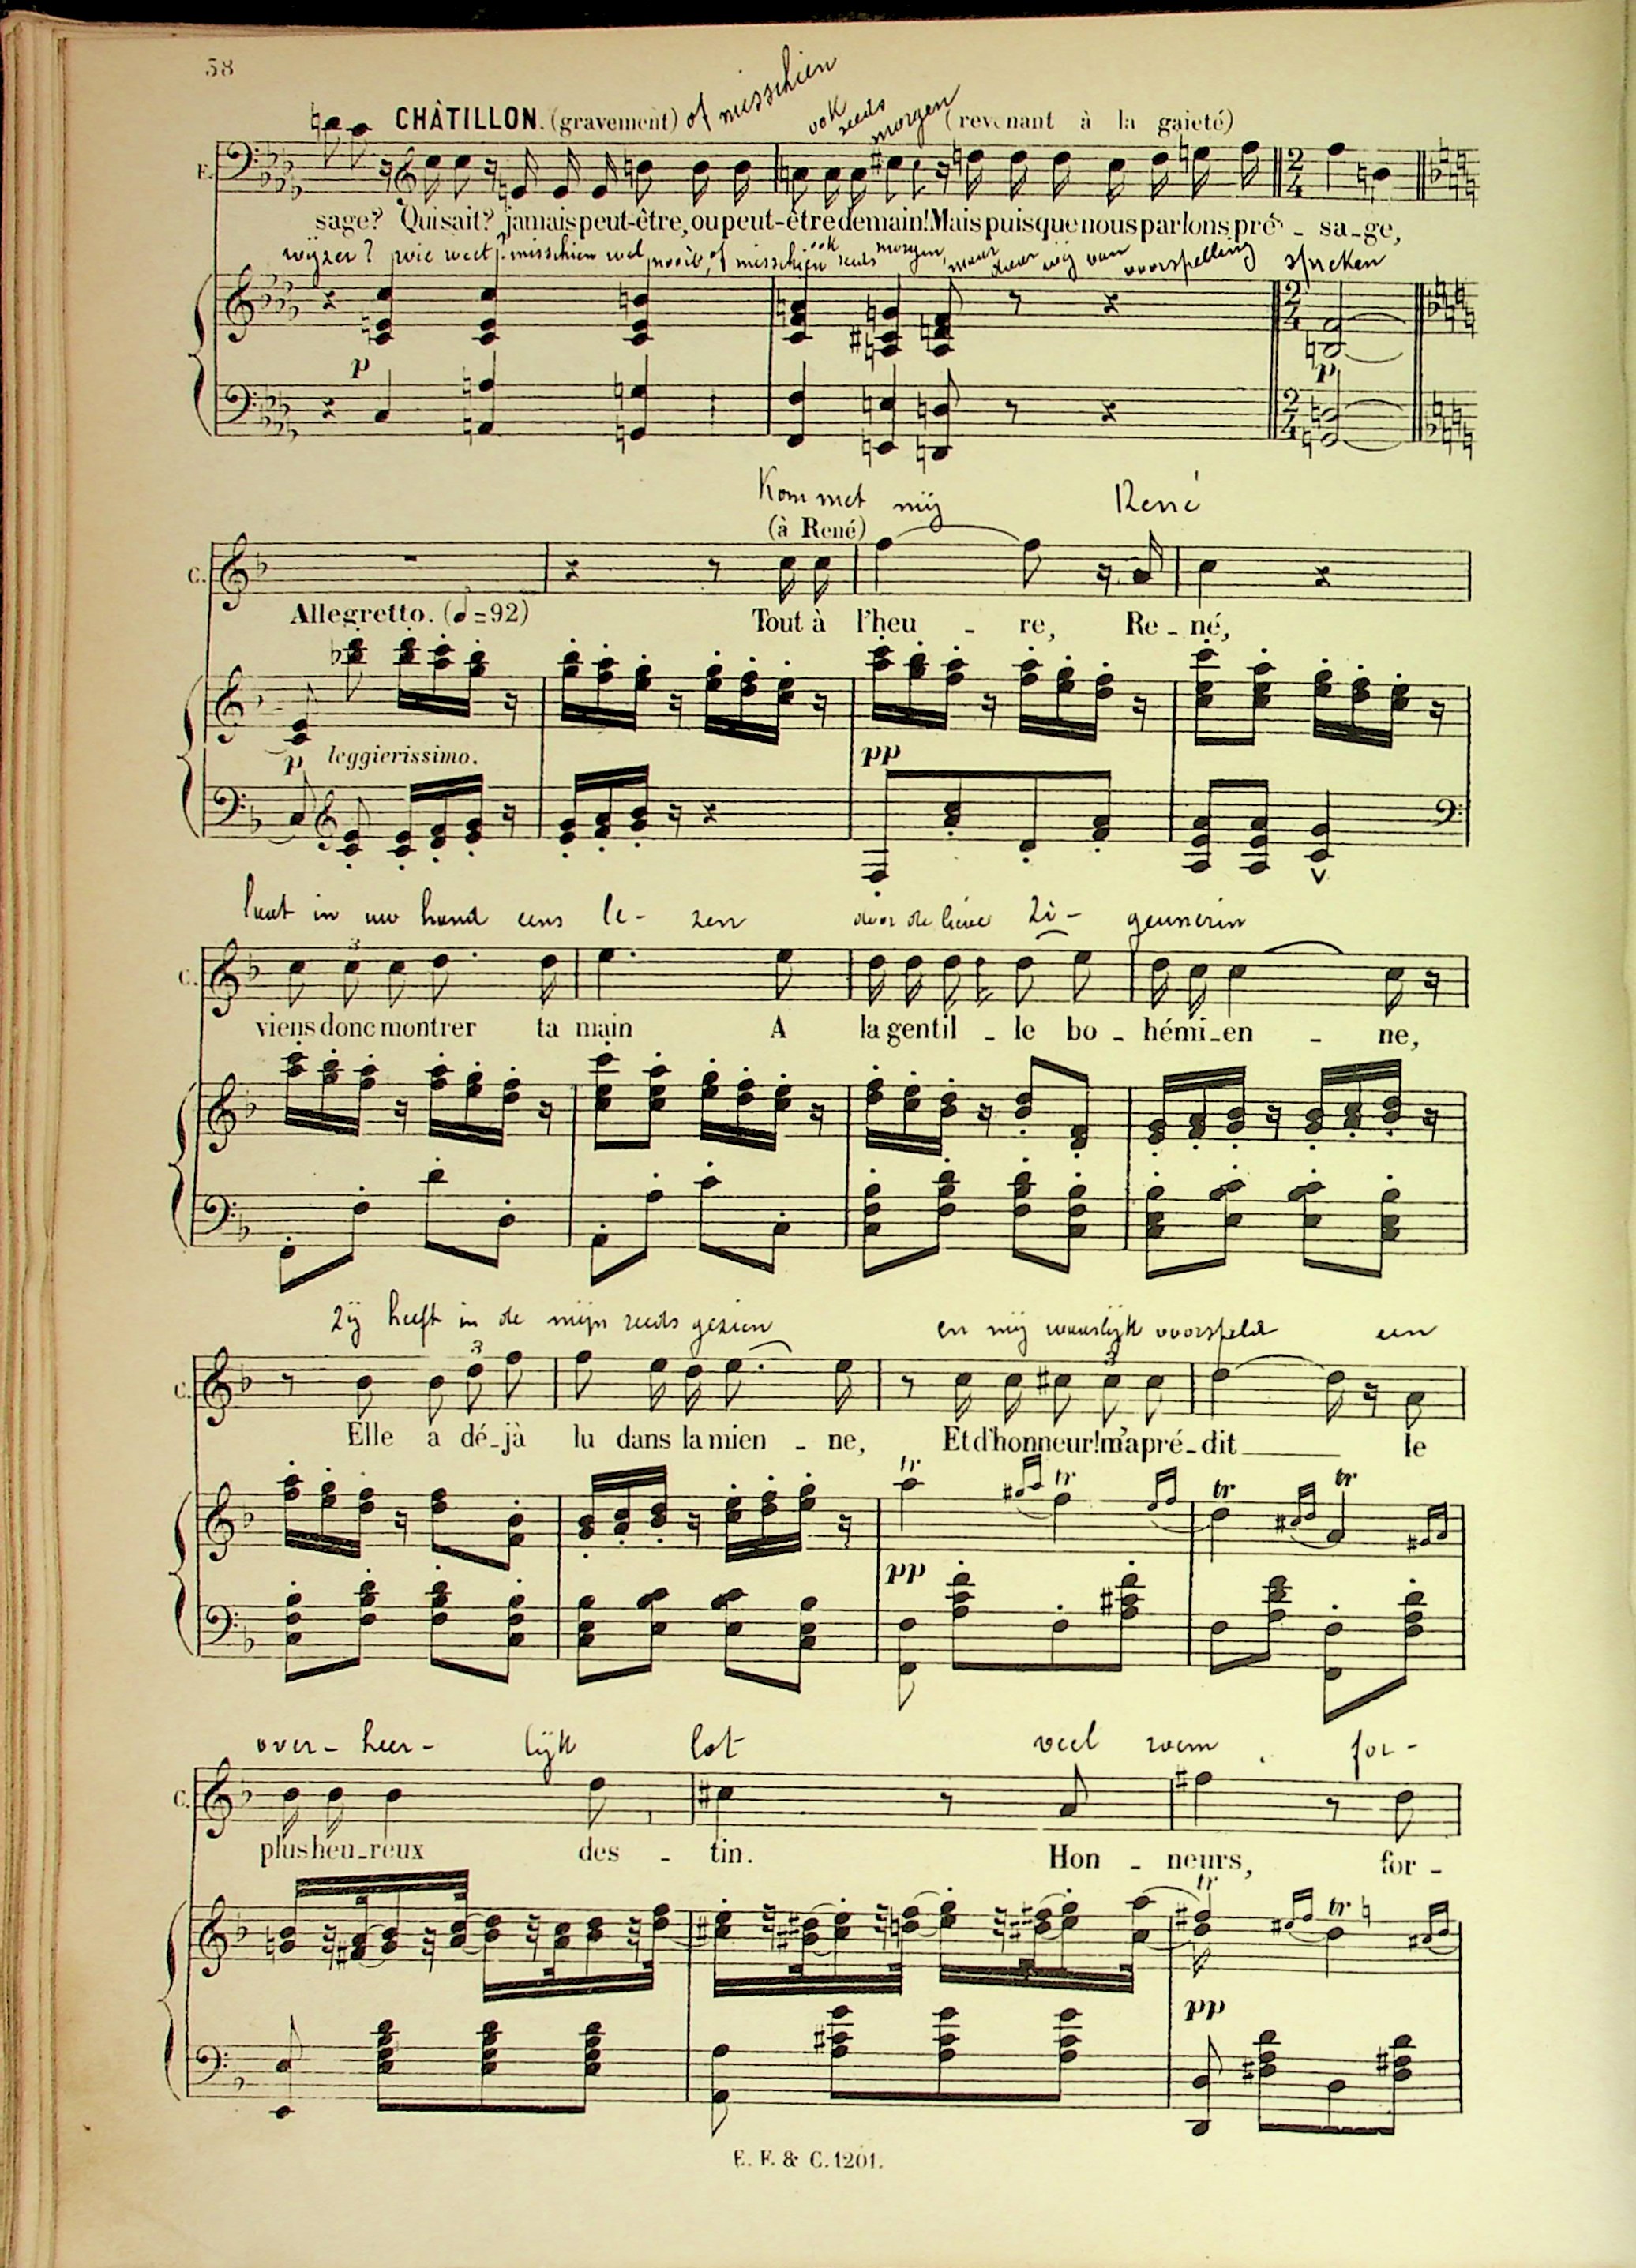 58
of misschien
ook reeds morgen
CHÂTILLON. (gravement) (revenant à la gaieté)
F.
sage? Qui sait? jamais peut-être, ou peut-être demain! Mais puisque nous parlons pré - sa-ge,
wijzer? wie weet? misschien wel nooit, of misschien ook reeds morgen, maar daar wij van voorspelling spreken
p
p
Kom met mij René
(à René)
C.
Allegretto. (♩=92) Tout à l'heu - re, Re - né,
p leggierissimo. pp
laat in uw hand eens le- zen door de lieve Zi- geunerin
3
C.
viens donc montrer ta main A la gentil - le bo - hémi-en - ne,
Zij heeft in de mijn reeds gezien en mij waarlijk voorspeld een
3 3
C.
Elle a dé-jà lu dans la mien - ne, Et d'honneur! m'a pré-dit le
tr tr tr tr
pp
over- heer- lijk lot veel roem for-
C.
plus heu-reux des - tin. Hon - neurs, for -
tr tr
pp
E. F. & C. 1201.